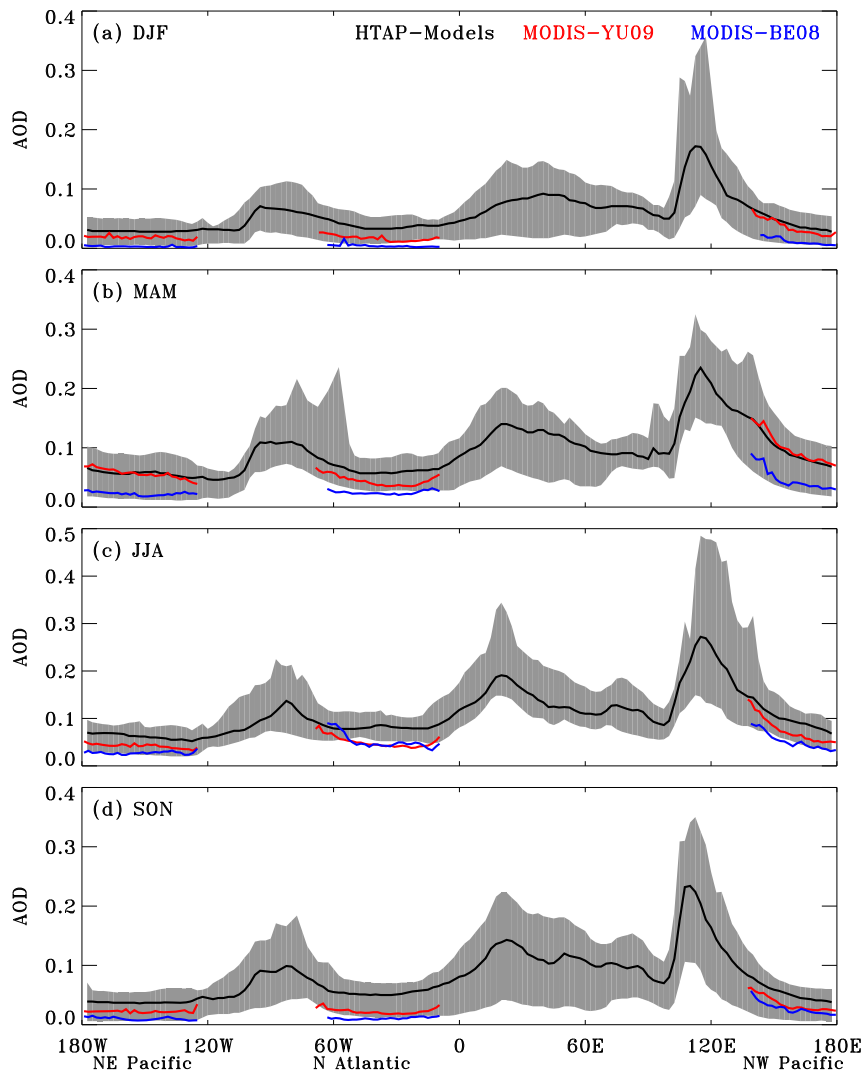 0.4
(a) DJF HTAP-Models MODIS-YU09 MODIS-BE08
0.3
AOD
0.2
0.1
0.0
0.4
(b) MAM
0.3
AOD
0.2
0.1
0.0
0.5
(c) JJA
0.4
0.3
AOD
0.2
0.1
0.0
0.4
(d) SON
0.3
AOD
0.2
0.1
0.0
180W 120W 60W 0 60E 120E 180E
NE Pacific N Atlantic NW Pacific